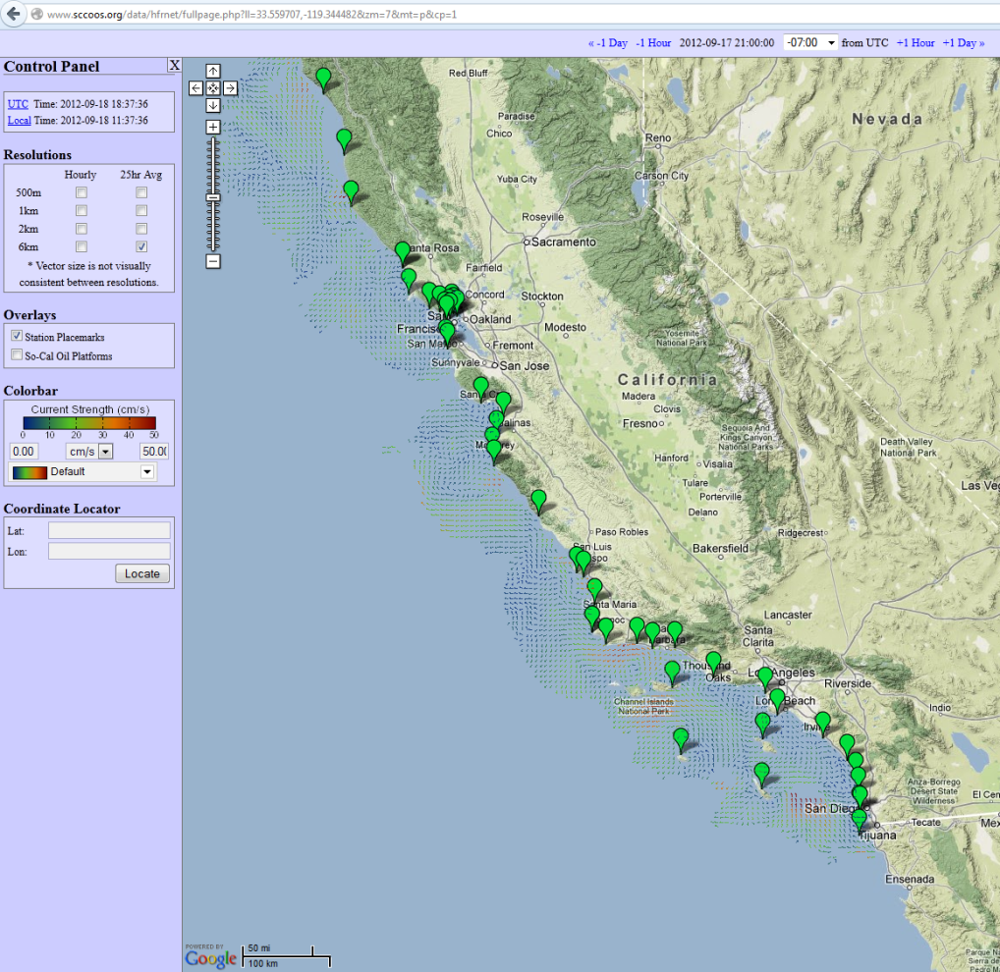 www.sccoos.org/data/hfrnet/fullpage.php?ll=33.559707,-119.344482&zm=7&mt=p&cp=1
« -1 Day -1 Hour 2012-09-17 21:00:00 -07:00 from UTC +1 Hour +1 Day »
Control Panel X
UTC Time: 2012-09-18 18:37:36
Local Time: 2012-09-18 11:37:36
Resolutions
Hourly 25hr Avg
500m
1km
2km
6km
* Vector size is not visually
consistent between resolutions.
Overlays
Station Placemarks
So-Cal Oil Platforms
Colorbar
Current Strength (cm/s)
0 10 20 30 40 50
0.00 cm/s 50.00
Default
Coordinate Locator
Lat:
Lon:
Locate
Red Bluff
Paradise
Chico
Nevada
Reno
Carson City
Yuba City
Roseville
Sacramento
Santa Rosa
Fairfield
Concord
Stockton
Oakland
Modesto
San Mateo
Fremont
Yosemite
National Park
Sunnyvale
San Jose
California
Madera
Clovis
Fresno
Sequoia And
Kings Canyon
National Parks
Death Valley
National Park
Hanford
Visalia
Tulare
Porterville
Delano
Las Veg
Paso Robles
Ridgecrest
Bakersfield
San Luis
Santa Maria
Lancaster
Santa
Clarita
Thousand
Oaks
Los Angeles
Riverside
Channel Islands
National Park
Long Beach
Indio
Irvine
Anza-Borrego
Desert State
Wilderness
El Cen
San Diego
Tecate
Mex
Tijuana
Ensenada
Parque Na
Sierra de
Pedro M
POWERED BY
Google
50 mi
100 km